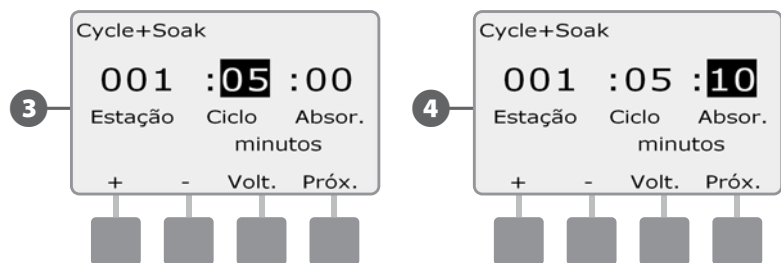 3
Cycle+Soak
001 :05 :00
Estação Ciclo Absor.
minutos
+ - Volt. Próx.
4
Cycle+Soak
001 :05 :10
Estação Ciclo Absor.
minutos
+ - Volt. Próx.